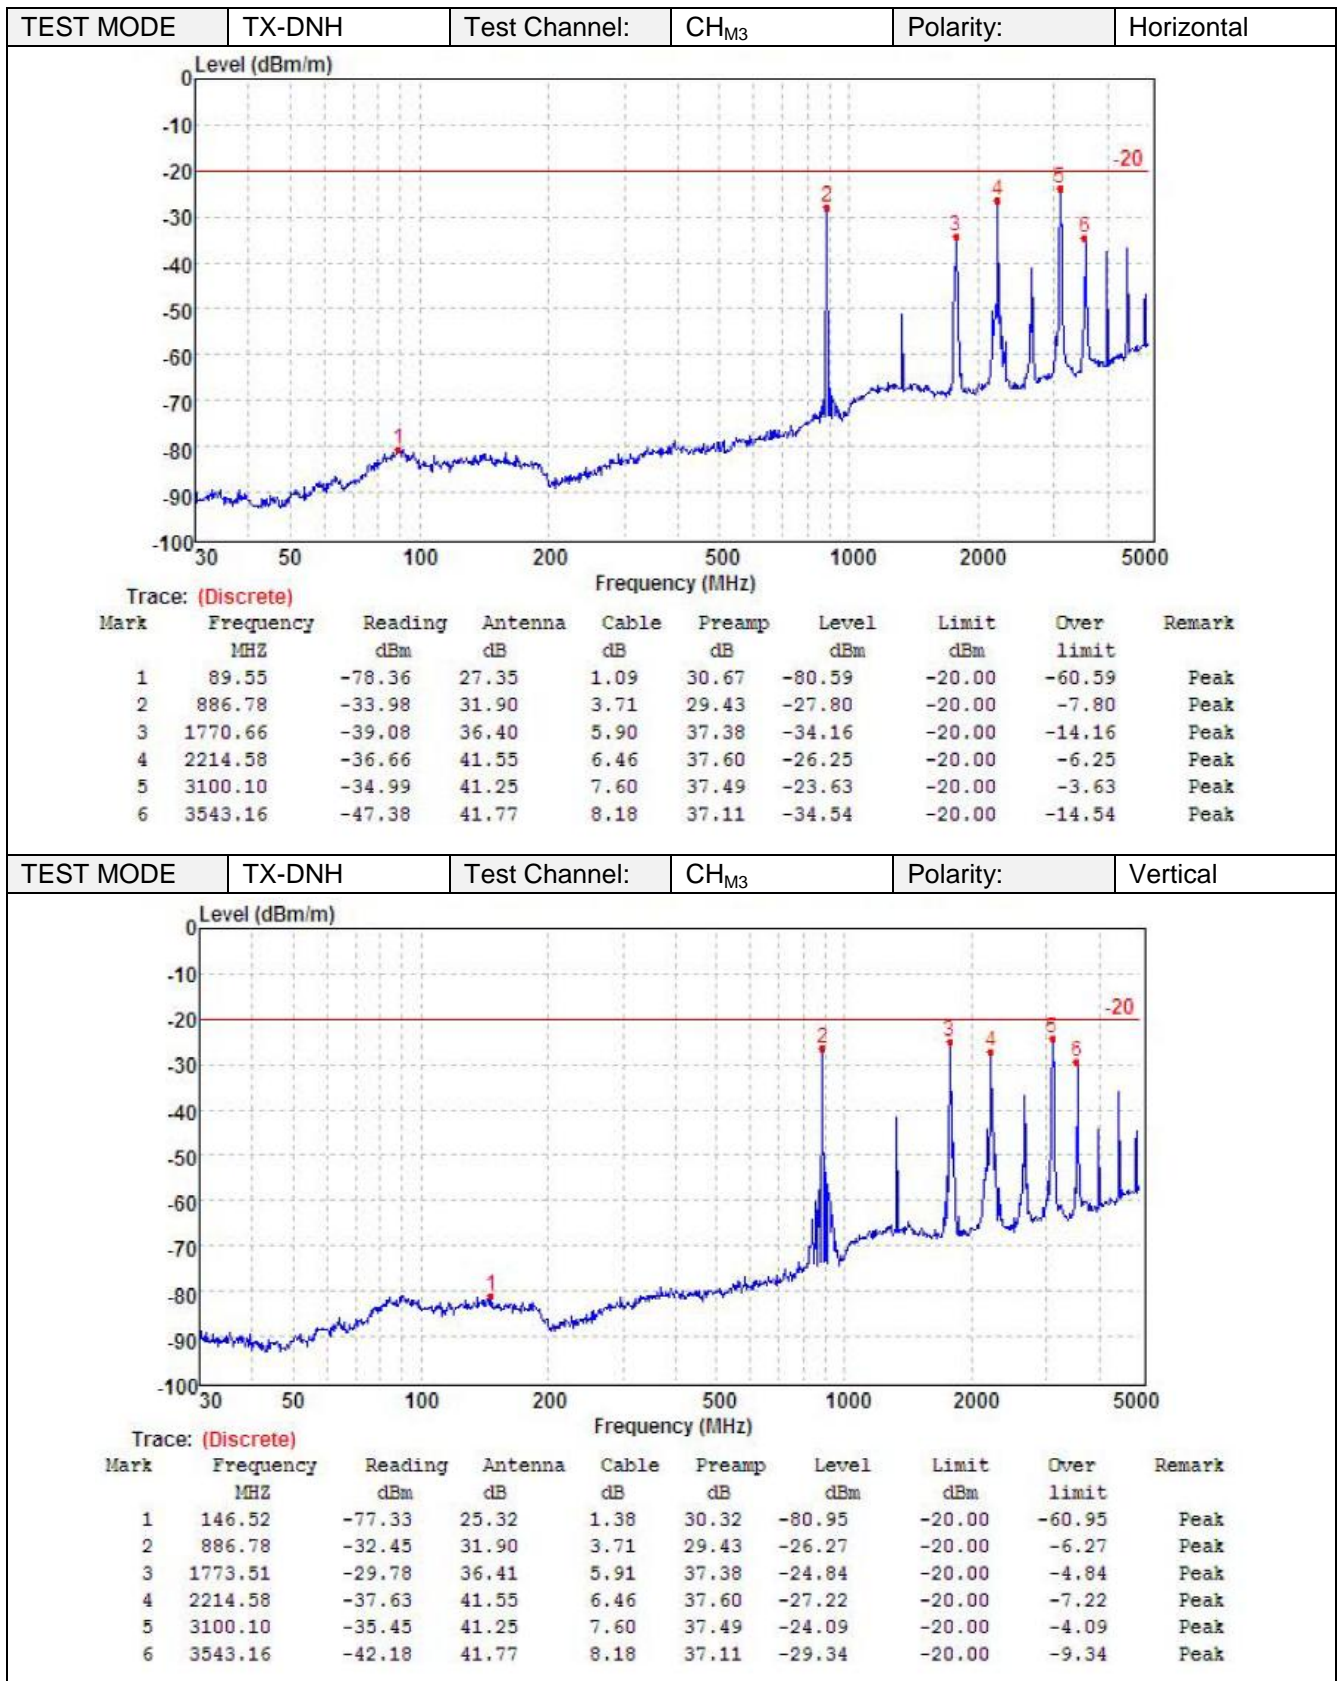 TEST MODE TX-DNH Test Channel: CHM3 Polarity: Horizontal
Level (dBm/m)
0
-10
-20 -20
-30
-40
-50
-60
-70
-80
-90
-100
2 3 4 5 6
1
30 50 100 200 500 1000 2000 5000
Frequency (MHz)
Trace: (Discrete)
Mark Frequency Reading Antenna Cable Preamp Level Limit Over Remark
MHZ dBm dB dB dB dBm dBm limit
1 89.55 -78.36 27.35 1.09 30.67 -80.59 -20.00 -60.59 Peak
2 886.78 -33.98 31.90 3.71 29.43 -27.80 -20.00 -7.80 Peak
3 1770.66 -39.08 36.40 5.90 37.38 -34.16 -20.00 -14.16 Peak
4 2214.58 -36.66 41.55 6.46 37.60 -26.25 -20.00 -6.25 Peak
5 3100.10 -34.99 41.25 7.60 37.49 -23.63 -20.00 -3.63 Peak
6 3543.16 -47.38 41.77 8.18 37.11 -34.54 -20.00 -14.54 Peak
TEST MODE TX-DNH Test Channel: CHM3 Polarity: Vertical
Level (dBm/m)
0
-10
-20 -20
-30
-40
-50
-60
-70
-80
-90
-100
2 3 4 5 6
1
30 50 100 200 500 1000 2000 5000
Frequency (MHz)
Trace: (Discrete)
Mark Frequency Reading Antenna Cable Preamp Level Limit Over Remark
MHZ dBm dB dB dB dBm dBm limit
1 146.52 -77.33 25.32 1.38 30.32 -80.95 -20.00 -60.95 Peak
2 886.78 -32.45 31.90 3.71 29.43 -26.27 -20.00 -6.27 Peak
3 1773.51 -29.78 36.41 5.91 37.38 -24.84 -20.00 -4.84 Peak
4 2214.58 -37.63 41.55 6.46 37.60 -27.22 -20.00 -7.22 Peak
5 3100.10 -35.45 41.25 7.60 37.49 -24.09 -20.00 -4.09 Peak
6 3543.16 -42.18 41.77 8.18 37.11 -29.34 -20.00 -9.34 Peak